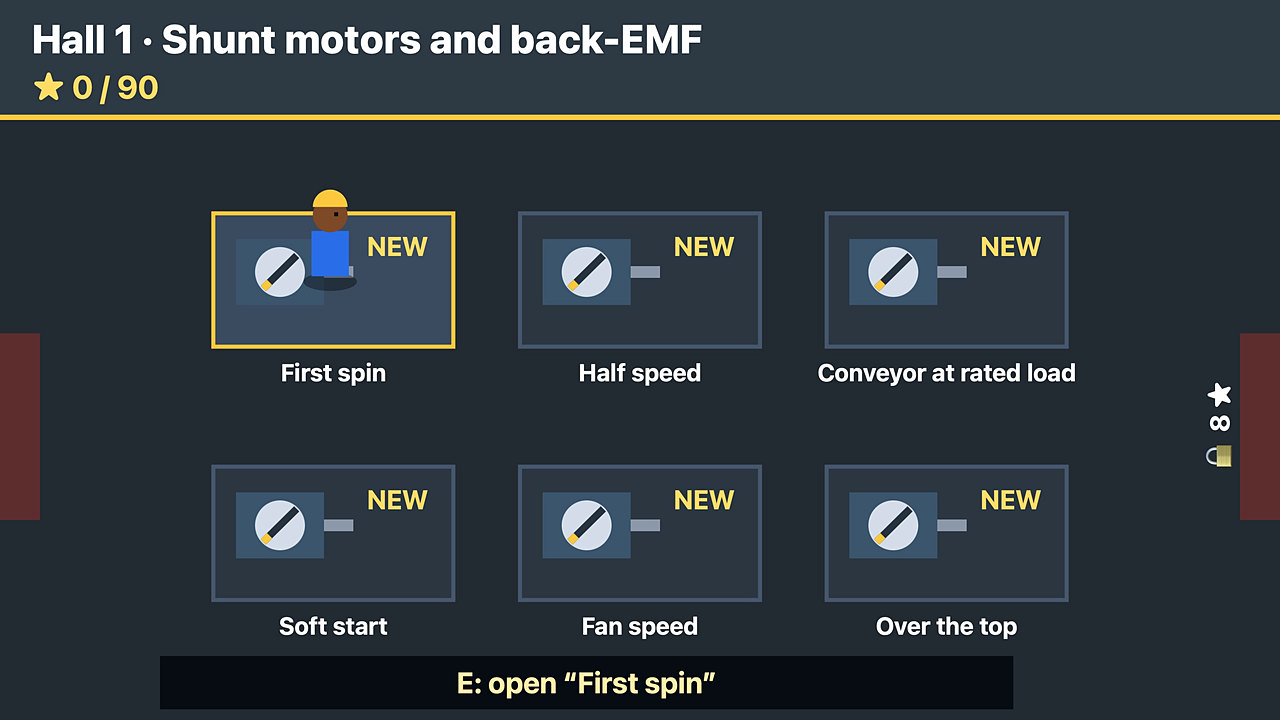 Hall 1 · Shunt motors and back-EMF
★ 0 / 90
NEW
NEW
NEW
First spin
Half speed
Conveyor at rated load
8 ★
NEW
NEW
NEW
Soft start
Fan speed
Over the top
E: open “First spin”